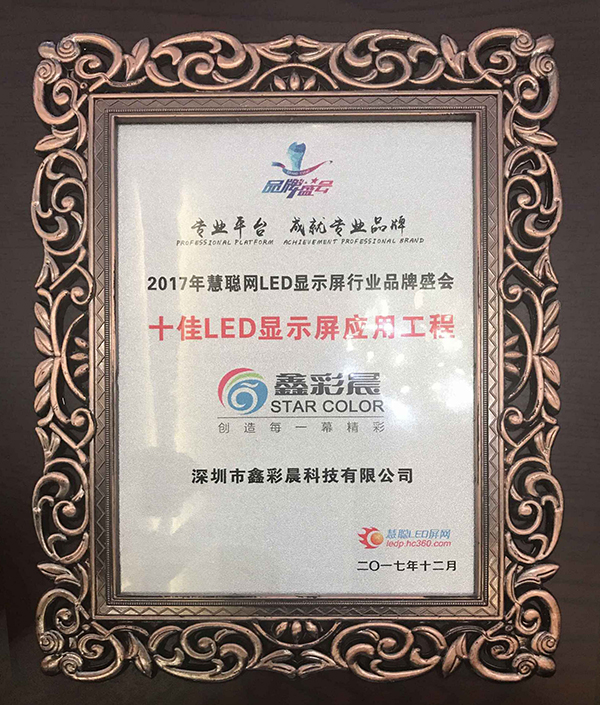 品牌盛会
专业平台 成就专业品牌
PROFESSIONAL PLATFORM ACHIEVEMENT PROFESSIONAL BRAND
2017年慧聪网LED显示屏行业品牌盛会
十佳LED显示屏应用工程
鑫彩晨
STAR COLOR
创造每一幕精彩
深圳市鑫彩晨科技有限公司
慧聪LED屏网
ledp.hc360.com
二〇一七年十二月